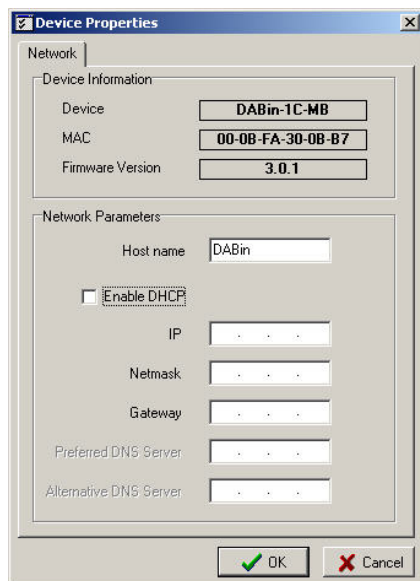 Device Properties
Network
Device Information
Device DABin-1C-MB
MAC 00-0B-FA-30-0B-B7
Firmware Version 3.0.1
Network Parameters
Host name DABin
Enable DHCP
IP . . .
Netmask . . .
Gateway . . .
Preferred DNS Server . . .
Alternative DNS Server . . .
OK Cancel